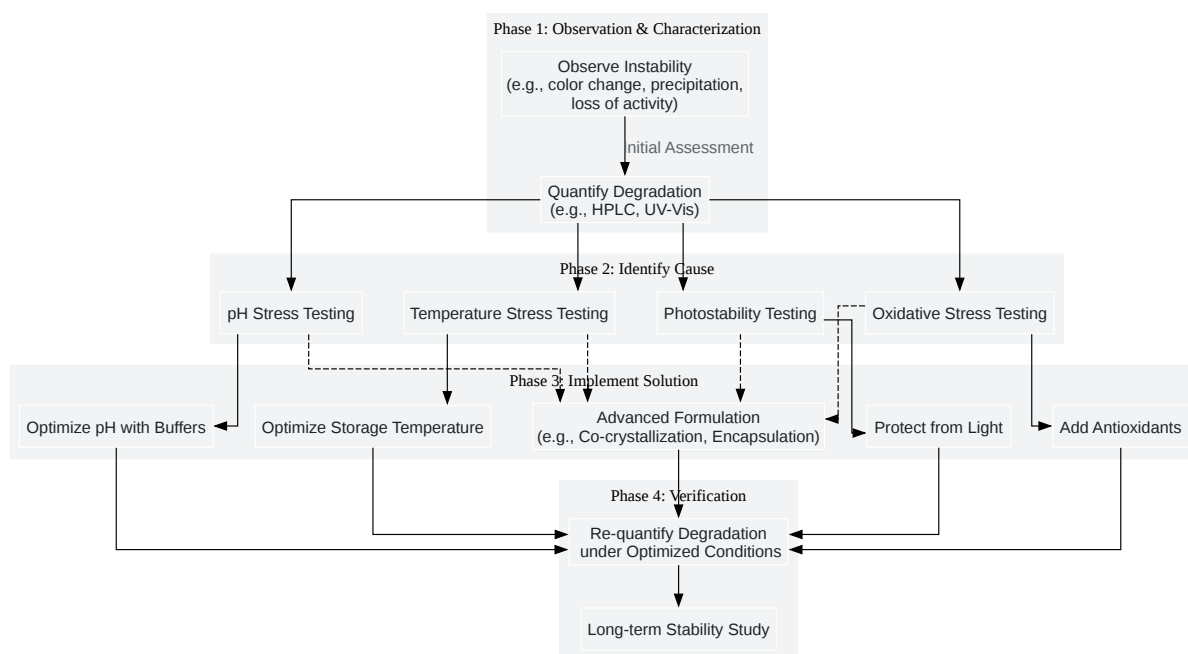 Phase 1: Observation & Characterization
Observe Instability
(e.g., color change, precipitation,
loss of activity)
Initial Assessment
Quantify Degradation
(e.g., HPLC, UV-Vis)
Phase 2: Identify Cause
pH Stress Testing
Temperature Stress Testing
Photostability Testing
Oxidative Stress Testing
Phase 3: Implement Solution
Optimize pH with Buffers
Optimize Storage Temperature
Advanced Formulation
(e.g., Co-crystallization, Encapsulation)
Protect from Light
Add Antioxidants
Phase 4: Verification
Re-quantify Degradation
under Optimized Conditions
Long-term Stability Study